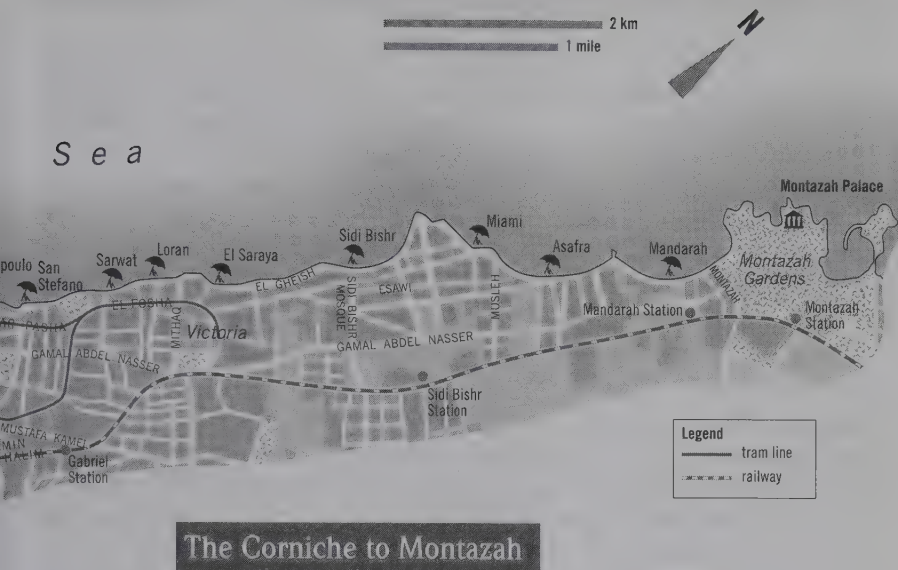 2 km
1 mile
N
Sea
Montazah Palace
poulo
San
Stefano
Sarwat
Loran
El Saraya
Sidi Bishr
Miami
Asafra
Mandarah
Montazah
Gardens
EL GHEISH
ESAWI
SIDI BISHR
MOSQUE
MUSLEH
MONTAZAH
Mandarah Station
Montazah
Station
EL FOSHA
PASHA
MITHAQ
Victoria
GAMAL ABDEL NASSER
GAMAL ABDEL NASSER
Sidi Bishr
Station
MUSTAFA KAMEL
Gabriel
Station
Legend
tram line
railway
The Corniche to Montazah